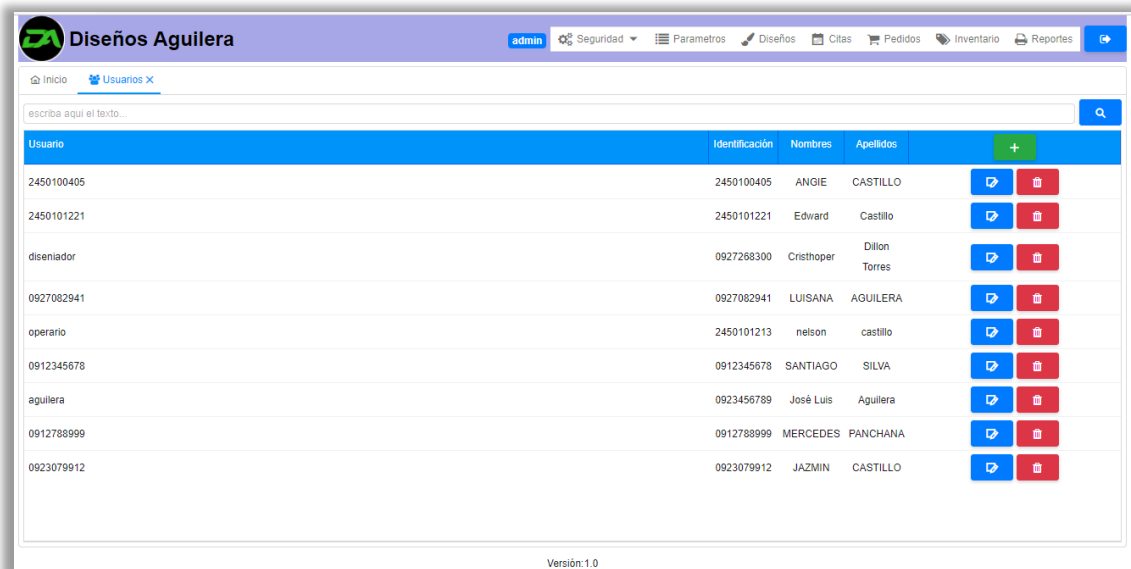 DA Diseños Aguilera admin Seguridad Parametros Diseños Citas Pedidos Inventario Reportes
Inicio Usuarios X
escriba aqui el texto...
Usuario Identificación Nombres Apellidos +
2450100405 2450100405 ANGIE CASTILLO
2450101221 2450101221 Edward Castillo
diseniador 0927268300 Cristhoper Dillon Torres
0927082941 0927082941 LUISANA AGUILERA
operario 2450101213 nelson castillo
0912345678 0912345678 SANTIAGO SILVA
aguilera 0923456789 José Luis Aguilera
0912788999 0912788999 MERCEDES PANCHANA
0923079912 0923079912 JAZMIN CASTILLO
Versión:1.0